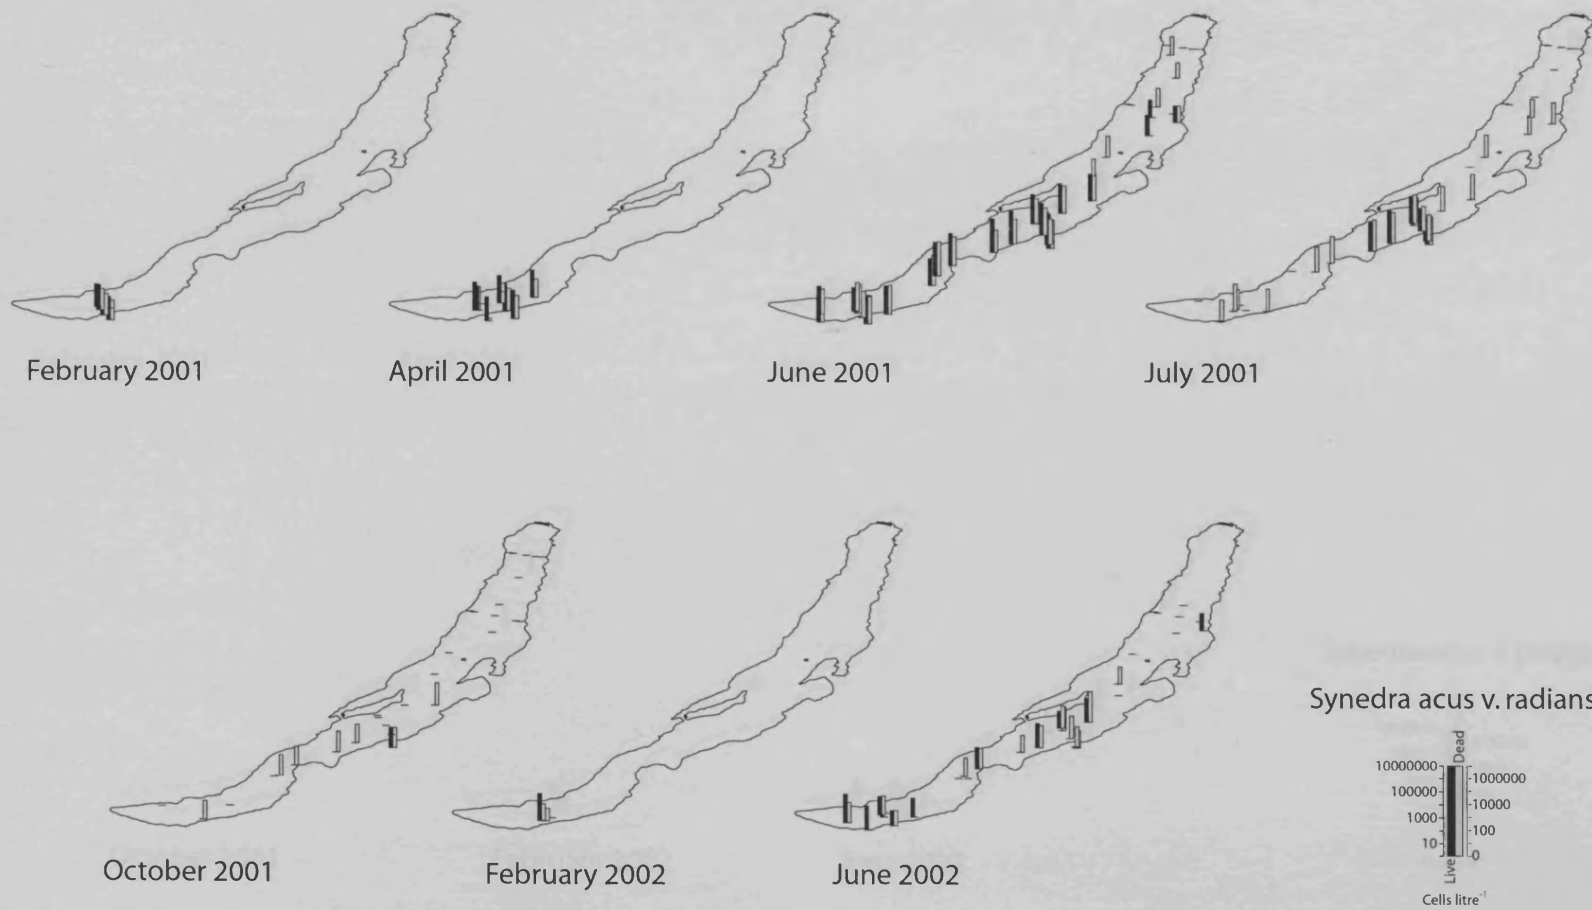 February 2001
April 2001
June 2001
July 2001
October 2001
February 2002
June 2002
Synedra acus v. radians
Dead
10000000
1000000
100000
10000
1000
100
10
0
Live
Cells litre⁻¹